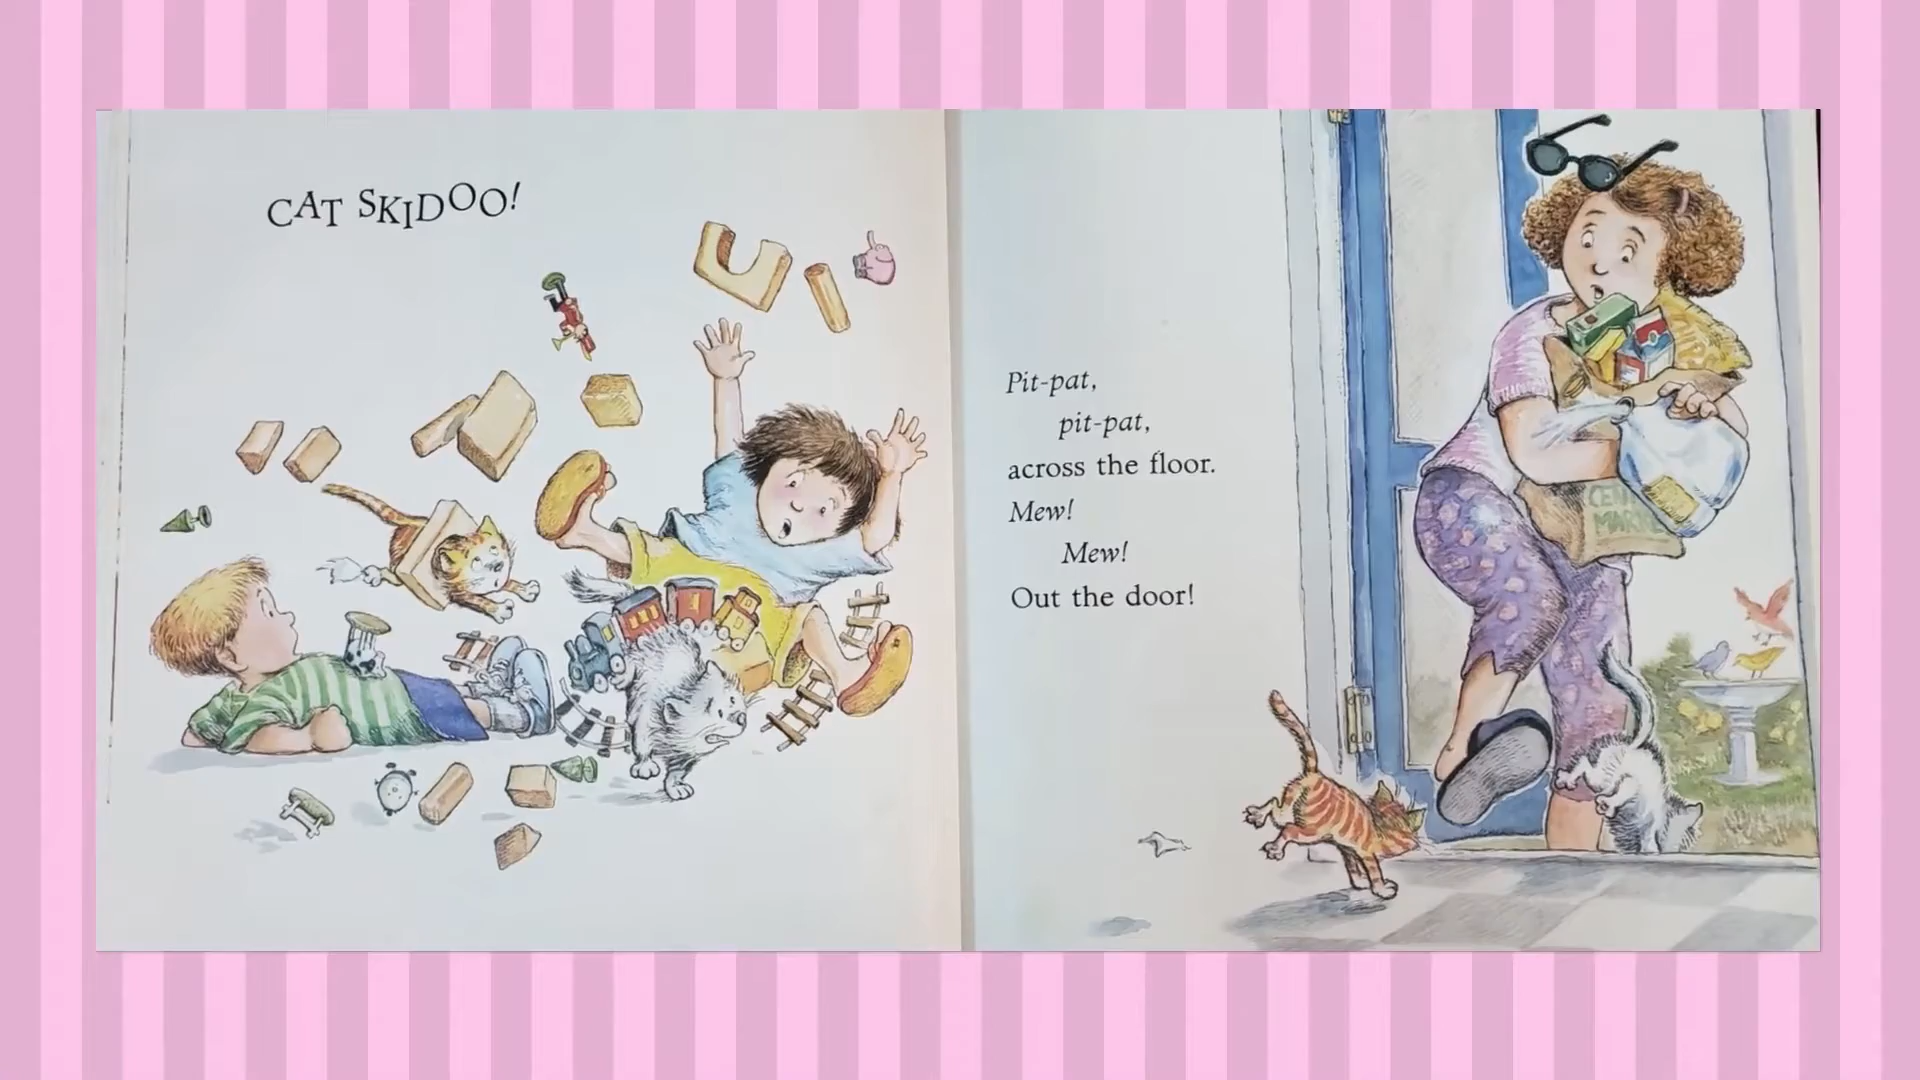 CAT SKIDOO!
Pit-pat,
pit-pat,
across the floor.
Mew!
Mew!
Out the door!